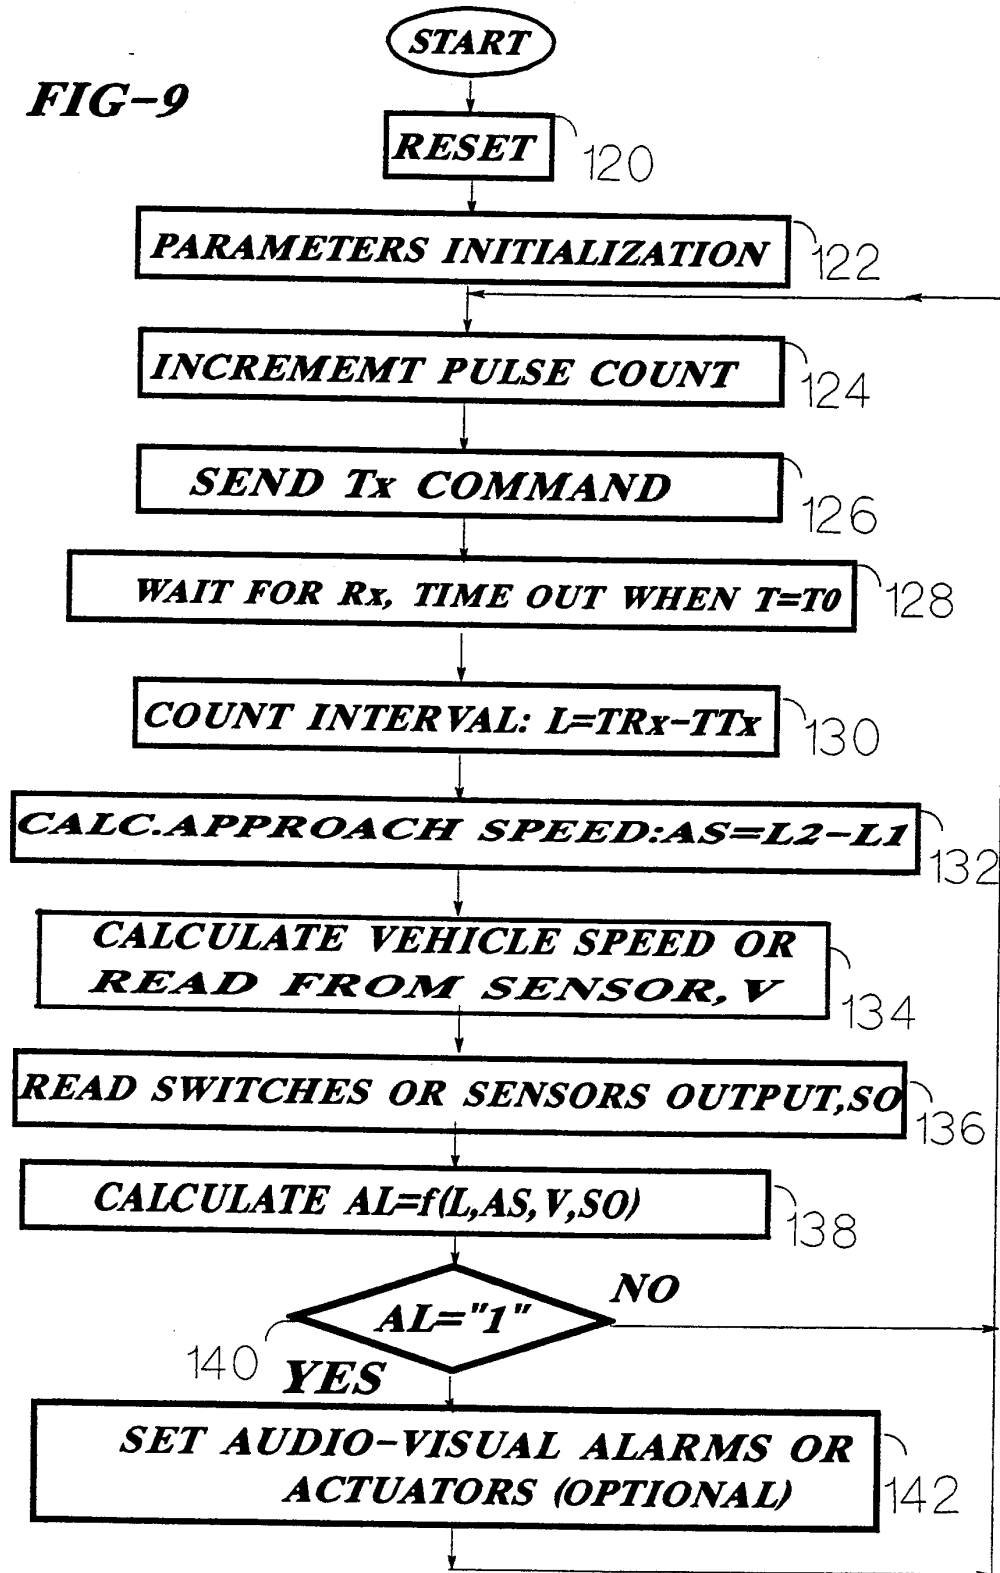 START
FIG-9
RESET
120
PARAMETERS INITIALIZATION
122
INCREMEMT PULSE COUNT
124
SEND Tx COMMAND
126
WAIT FOR Rx, TIME OUT WHEN T=T0
128
COUNT INTERVAL: L=TRx-TTx
130
CALC.APPROACH SPEED:AS=L2-L1
132
CALCULATE VEHICLE SPEED OR
READ FROM SENSOR, V
134
READ SWITCHES OR SENSORS OUTPUT,SO
136
CALCULATE AL=f(L,AS,V,SO)
138
AL="1"
NO
140
YES
SET AUDIO-VISUAL ALARMS OR
ACTUATORS (OPTIONAL)
142